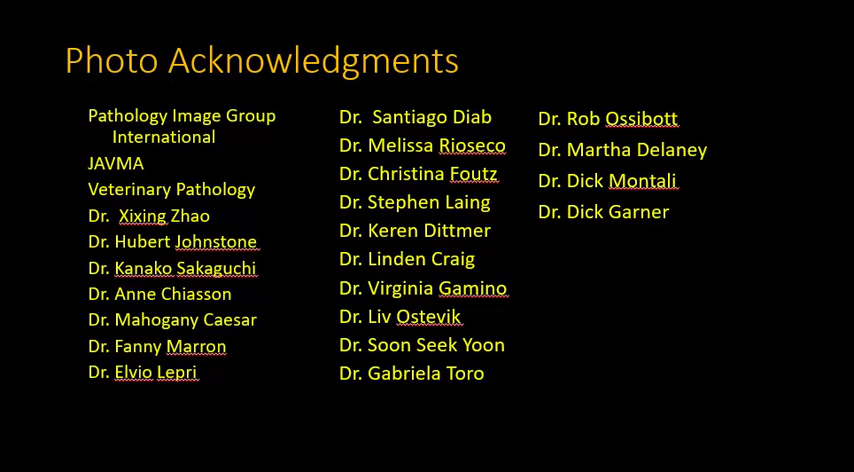 Photo Acknowledgments
Pathology Image Group
International
JAVMA
Veterinary Pathology
Dr. Xixing Zhao
Dr. Hubert Johnstone
Dr. Kanako Sakaguchi
Dr. Anne Chiasson
Dr. Mahogany Caesar
Dr. Fanny Marron
Dr. Elvio Lepri
Dr. Santiago Diab
Dr. Melissa Rioseco
Dr. Christina Foutz
Dr. Stephen Laing
Dr. Keren Dittmer
Dr. Linden Craig
Dr. Virginia Gamino
Dr. Liv Ostevik
Dr. Soon Seek Yoon
Dr. Gabriela Toro
Dr. Rob Ossibott
Dr. Martha Delaney
Dr. Dick Montali
Dr. Dick Garner